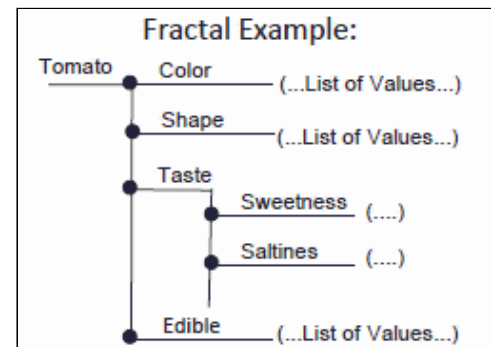 Fractal Example:
Tomato Color (...List of Values...)
Shape (...List of Values...)
Taste
Sweetness (....)
Saltines (....)
Edible (...List of Values...)